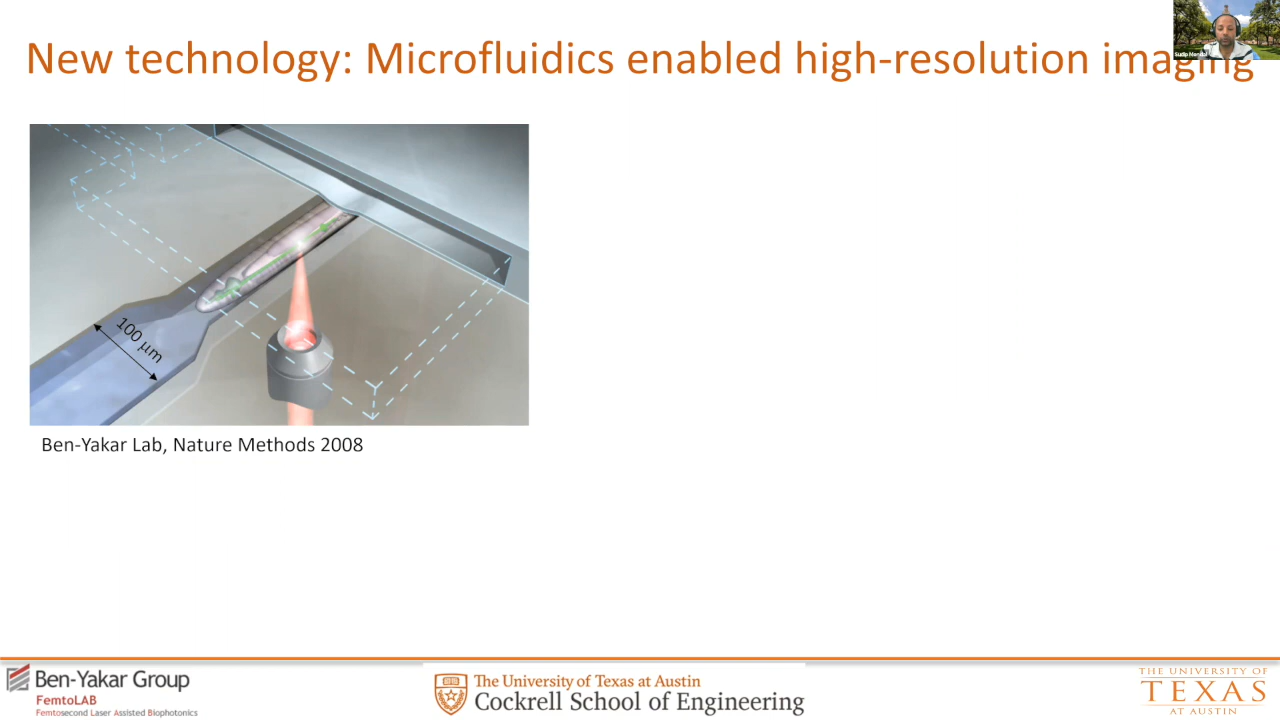 New technology: Microfluidics enabled high-resolution imaging
100 μm
Ben-Yakar Lab, Nature Methods 2008
Ben-Yakar Group
FemtoLAB
Femtosecond Laser Assisted Biophotonics
The University of Texas at Austin
Cockrell School of Engineering
THE UNIVERSITY OF
TEXAS
AT AUSTIN